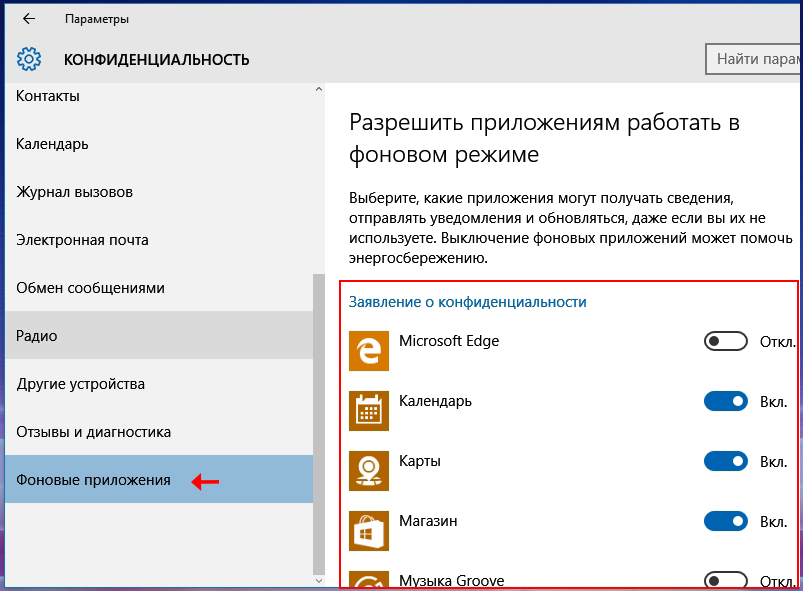 Параметры
КОНФИДЕНЦИАЛЬНОСТЬ
Найти парам
Контакты
Календарь
Журнал вызовов
Электронная почта
Обмен сообщениями
Радио
Другие устройства
Отзывы и диагностика
Фоновые приложения
Разрешить приложениям работать в
фоновом режиме
Выберите, какие приложения могут получать сведения,
отправлять уведомления и обновляться, даже если вы их не
используете. Выключение фоновых приложений может помочь
энергосбережению.
Заявление о конфиденциальности
Microsoft Edge Откл.
Календарь Вкл.
Карты Вкл.
Магазин Вкл.
Музыка Groove Откл.